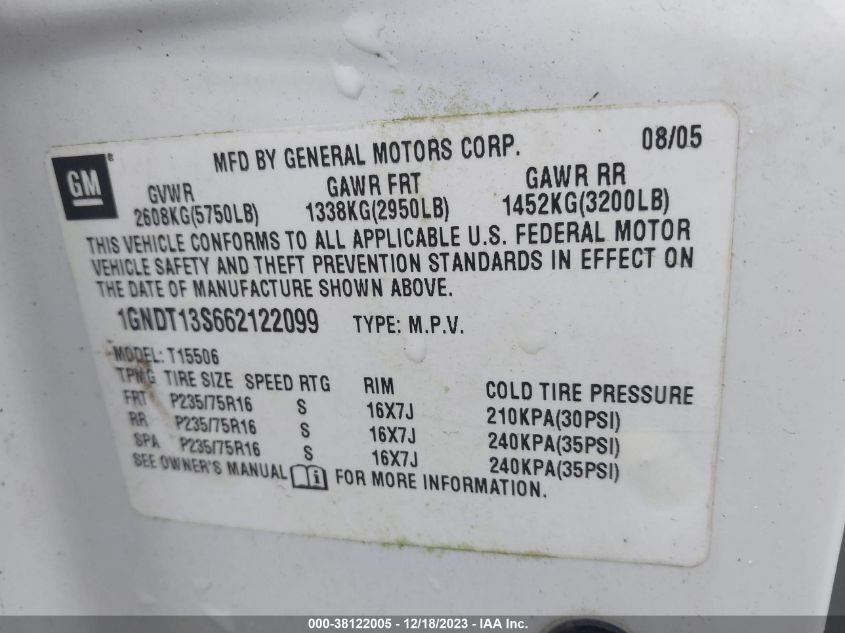 08/05
GM ®
MFD BY GENERAL MOTORS CORP.
GVWR GAWR FRT GAWR RR
2608KG(5750LB) 1338KG(2950LB) 1452KG(3200LB)
THIS VEHICLE CONFORMS TO ALL APPLICABLE U.S. FEDERAL MOTOR
VEHICLE SAFETY AND THEFT PREVENTION STANDARDS IN EFFECT ON
THE DATE OF MANUFACTURE SHOWN ABOVE.
1GNDT13S662122099 TYPE: M.P.V.
MODEL: T15506
TPMG TIRE SIZE SPEED RTG RIM COLD TIRE PRESSURE
FRT P235/75R16 S 16X7J 210KPA(30PSI)
RR P235/75R16 S 16X7J 240KPA(35PSI)
SPA P235/75R16 S 16X7J 240KPA(35PSI)
SEE OWNER'S MANUAL i FOR MORE INFORMATION.
000-38122005 - 12/18/2023 - IAA Inc.